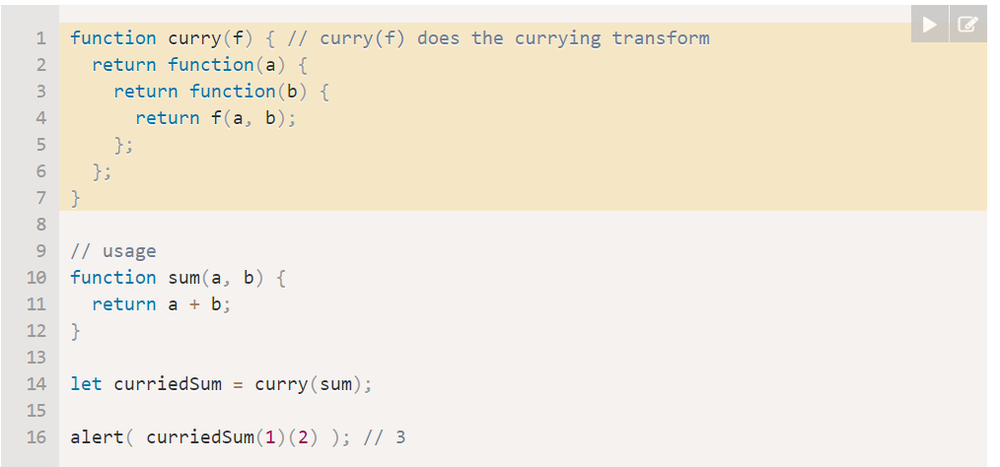 1 function curry(f) { // curry(f) does the currying transform
2   return function(a) {
3     return function(b) {
4       return f(a, b);
5     };
6   };
7 }
8
9 // usage
10 function sum(a, b) {
11   return a + b;
12 }
13
14 let curriedSum = curry(sum);
15
16 alert( curriedSum(1)(2) ); // 3